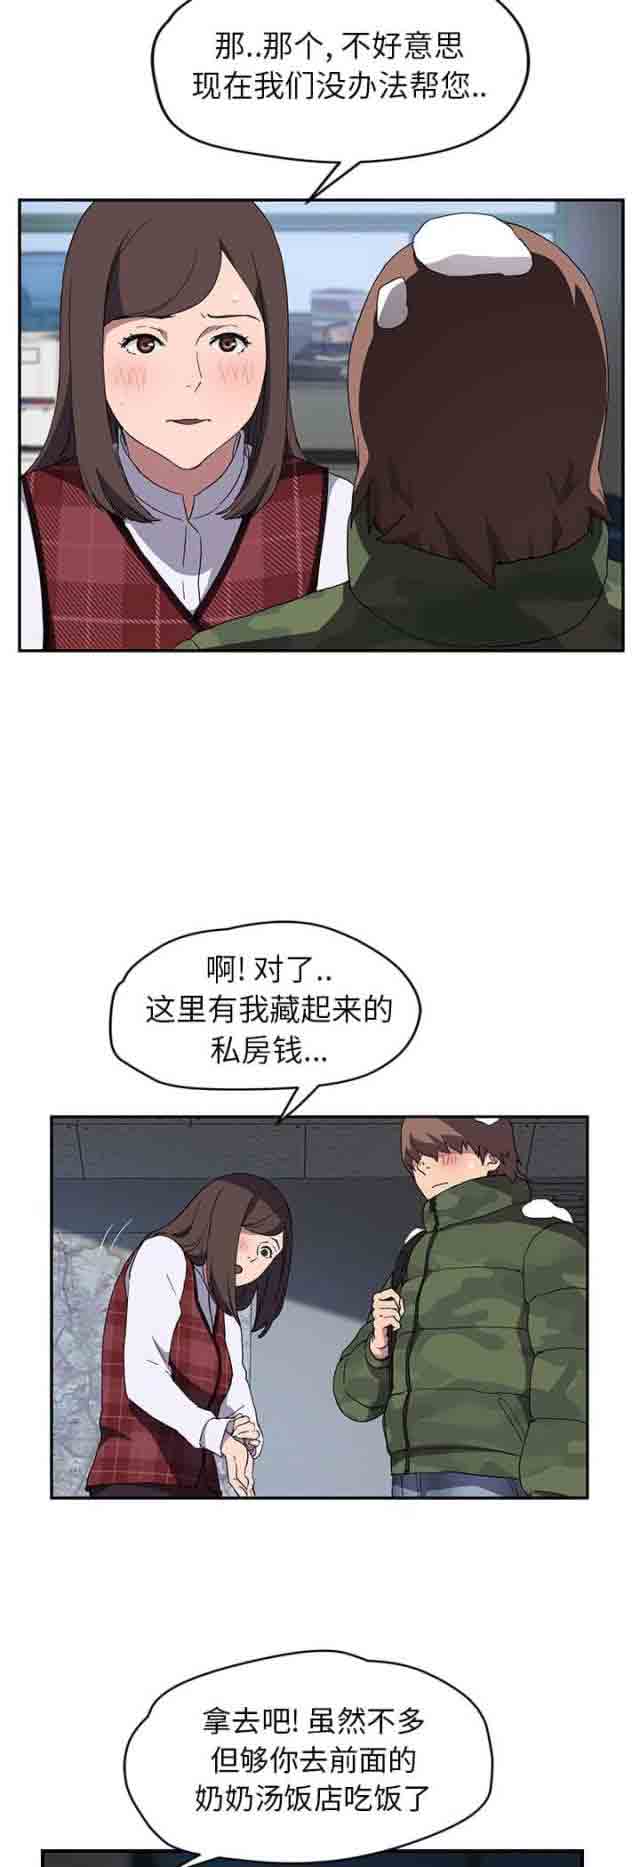 那..那个, 不好意思
现在我们没办法帮您..
啊! 对了..
这里有我藏起来的
私房钱...
拿去吧! 虽然不多
但够你去前面的
奶奶汤饭店吃饭了